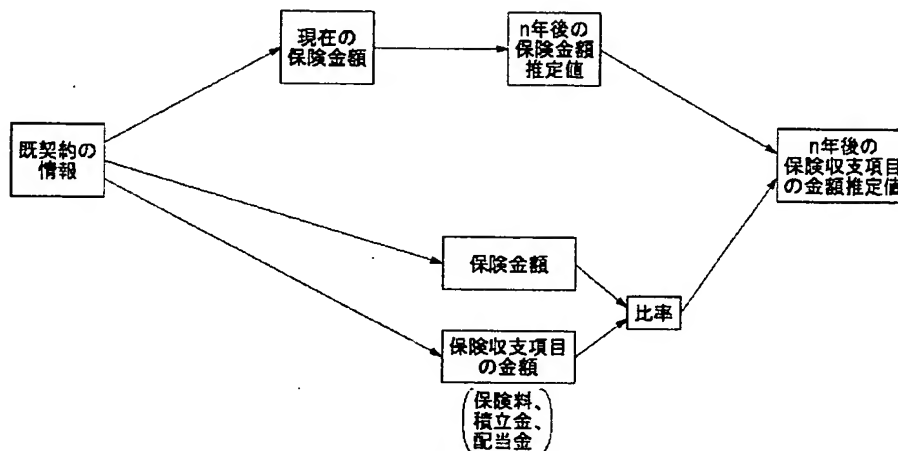 現在の
保険金額
n年後の
保険金額
推定値
既契約の
情報
n年後の
保険収支項目
の金額推定値
保険金額
比率
保険収支項目
の金額
保険料、
積立金、
配当金